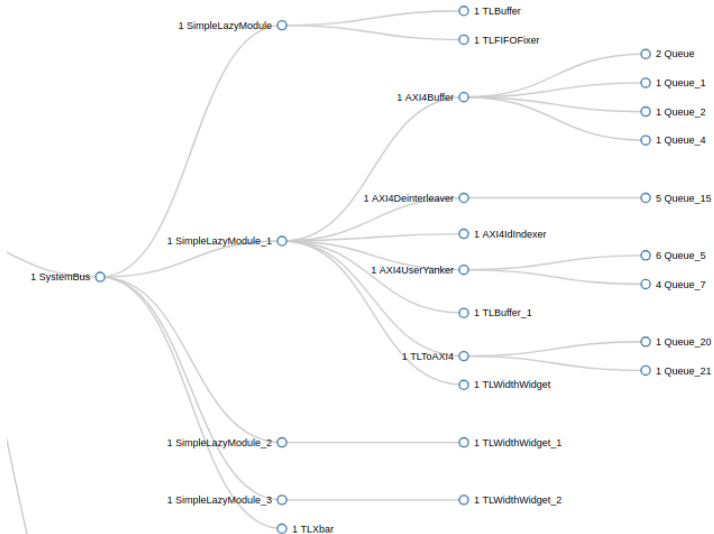 1 TLBuffer
1 SimpleLazyModule
1 TLFIFOFixer
2 Queue
1 Queue_1
1 AXI4Buffer
1 Queue_2
1 Queue_4
1 AXI4Deinterleaver
5 Queue_15
1 AXI4IdIndexer
1 SimpleLazyModule_1
6 Queue_5
1 AXI4UserYanker
1 SystemBus
4 Queue_7
1 TLBuffer_1
1 Queue_20
1 TLToAXI4
1 Queue_21
1 TLWidthWidget
1 SimpleLazyModule_2
1 TLWidthWidget_1
1 SimpleLazyModule_3
1 TLWidthWidget_2
1 TLXbar